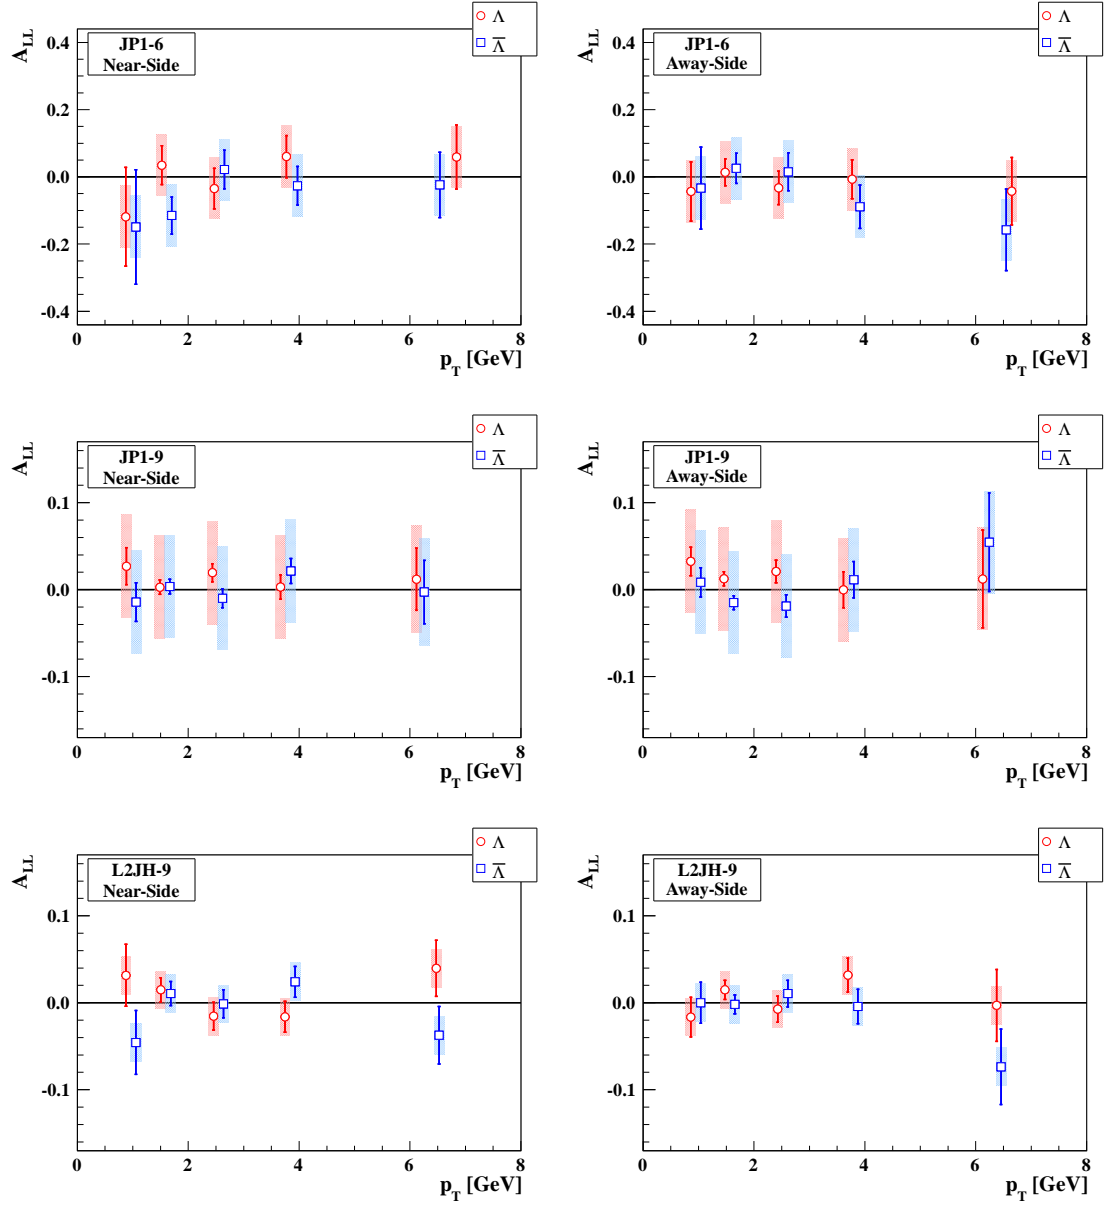 A_LL
JP1-6
Near-Side
Λ
Λ̅
0.4
0.2
0.0
-0.2
-0.4
0 2 4 6 8
p_T [GeV]
A_LL
JP1-6
Away-Side
Λ
Λ̅
0.4
0.2
0.0
-0.2
-0.4
0 2 4 6 8
p_T [GeV]
A_LL
JP1-9
Near-Side
Λ
Λ̅
0.1
0.0
-0.1
0 2 4 6 8
p_T [GeV]
A_LL
JP1-9
Away-Side
Λ
Λ̅
0.1
0.0
-0.1
0 2 4 6 8
p_T [GeV]
A_LL
L2JH-9
Near-Side
Λ
Λ̅
0.1
0.0
-0.1
0 2 4 6 8
p_T [GeV]
A_LL
L2JH-9
Away-Side
Λ
Λ̅
0.1
0.0
-0.1
0 2 4 6 8
p_T [GeV]